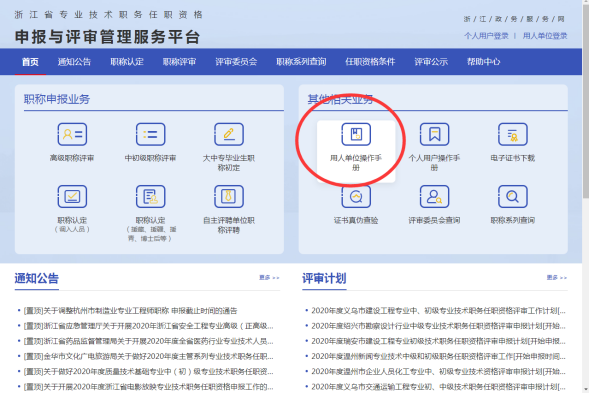 浙江省专业技术职务任职资格
申报与评审管理服务平台
浙/江/政/务/服/务/网
个人用户登录 | 用人单位登录
首页 通知公告 职称认定 职称评审 评审委员会 职称系列查询 任职资格条件 评审公示 帮助中心
职称申报业务
高级职称评审 中初级职称评审 大中专毕业生职称初定
职称认定（调入人员） 职称认定（援藏、援疆、援青、博士后等） 自主评聘单位职称评聘
其他相关业务
用人单位操作手册 个人用户操作手册 电子证书下载
证书真伪查验 评审委员会查询 职称系列查询
通知公告 更多 >>
• [置顶]关于调整杭州市制造业专业工程师职称 申报截止时间的通告
• [置顶]浙江省应急管理厅关于开展2020年浙江省安全工程专业高级（正高级...
• [置顶]浙江省药品监督管理局关于开展2020年度全省医药行业专业技术人员...
• [置顶]金华市文化广电旅游局关于做好2020年度主管系列专业技术职务任职...
• [置顶]关于做好2020年度质量技术基础专业中（初）级专业技术职务任职资...
• [置顶]关于开展2020年度浙江省电影放映专业技术职务任职资格申报工作的...
评审计划 更多 >>
• 2020年度义乌市建设工程专业中、初级专业技术职务任职资格评审工作计划[...
• 2020年度绍兴市勘察设计行业中级专业技术职务任职资格评审计划[开始...
• 2020年度瑞安市建设工程专业初级专业技术职务任职资格评审计划[开始申报...
• 2020年度温州新闻专业技术中级和初级职务任职资格评审工作[开始申报时间...
• 2020年度温州市企业人员化工专业中、初级专业技术职务任职资格评审计划[...
• 2020年度义乌市交通运输工程专业初、中级技术职务任职资格评审申报计划[...